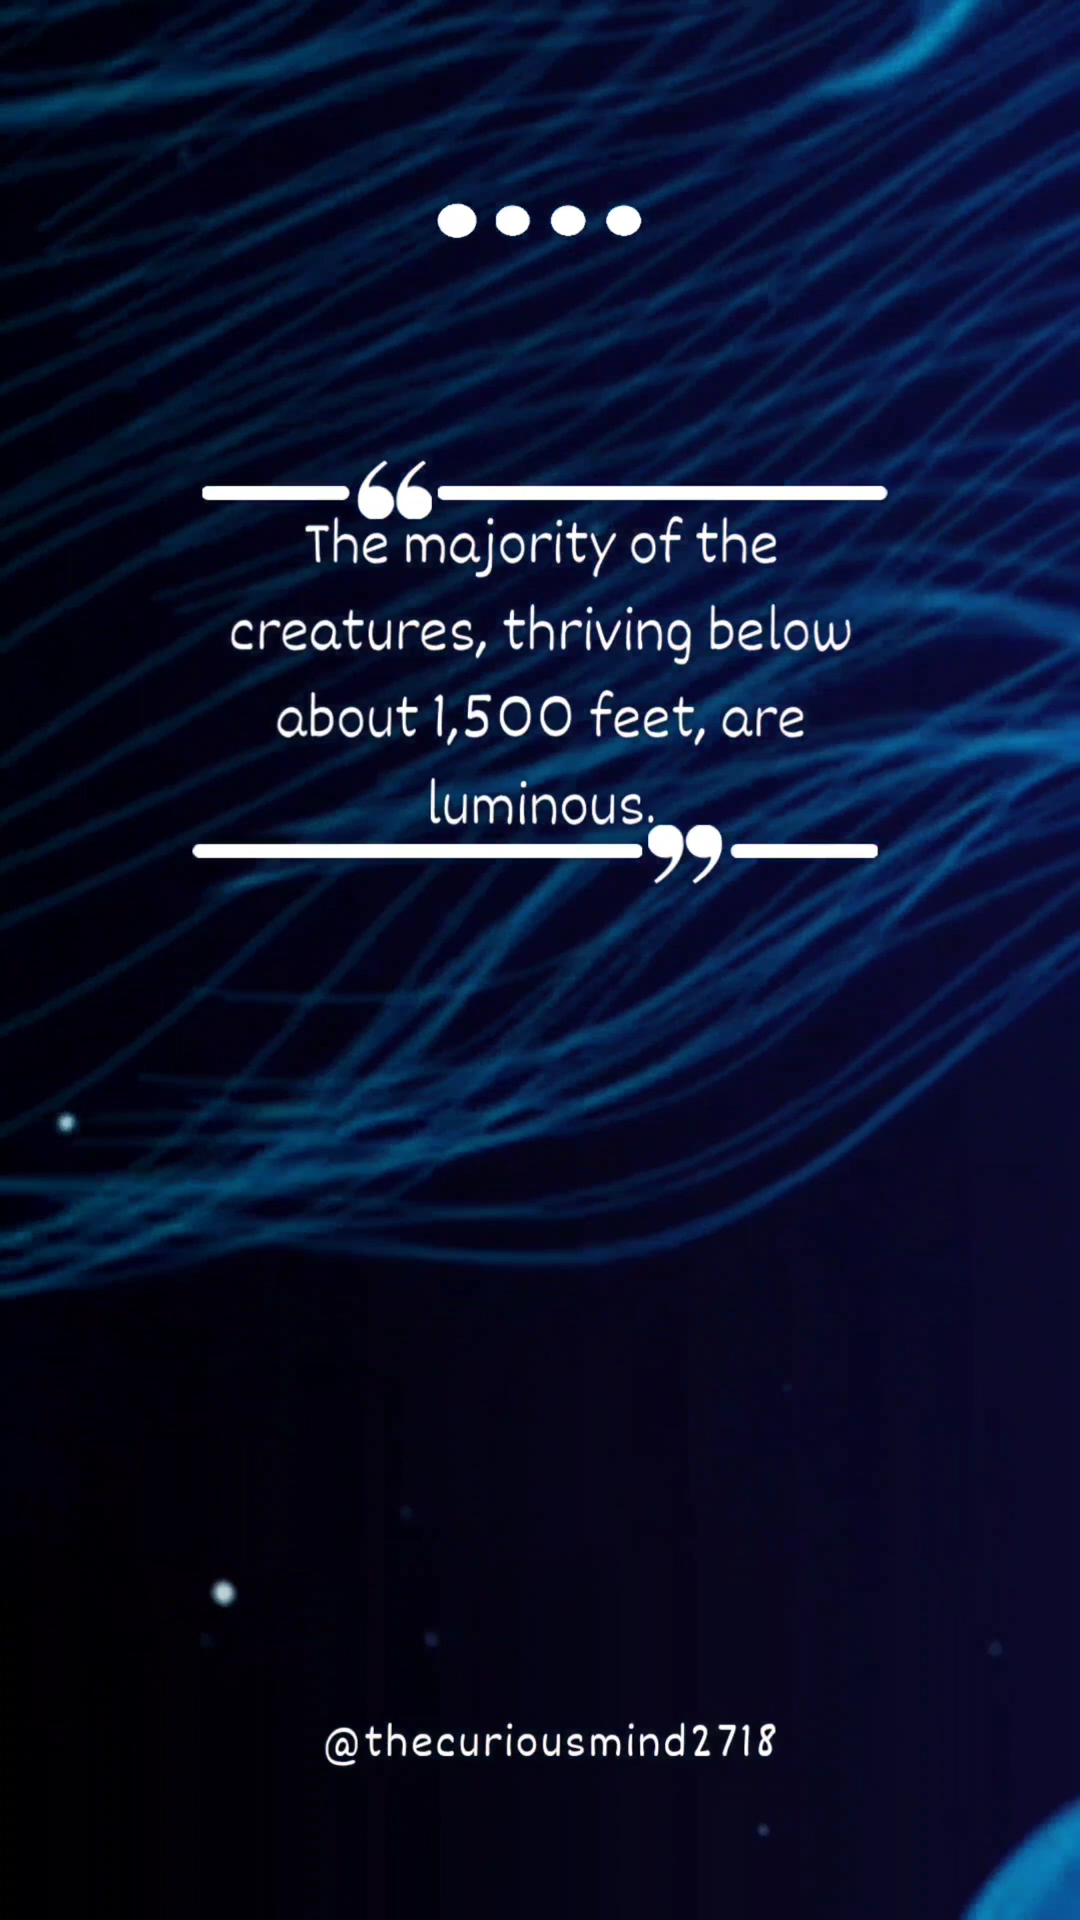 The majority of the
creatures, thriving below
about 1,500 feet, are
luminous.
@thecuriousmind2718